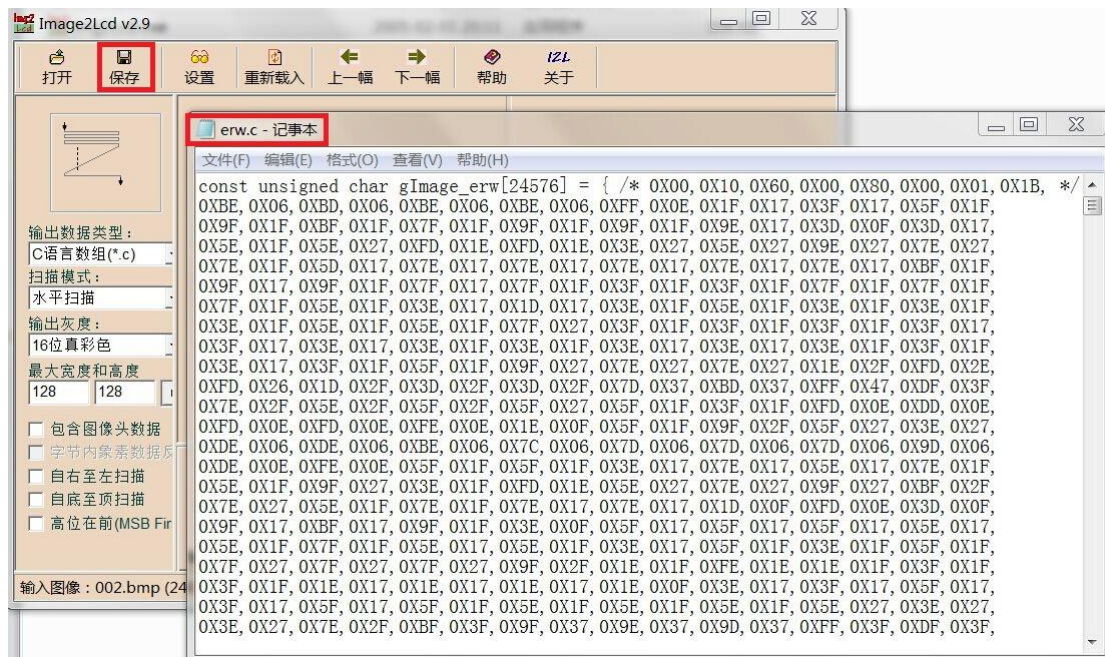 Image2Lcd v2.9
打开 保存 设置 重新载入 上一幅 下一幅 帮助 I2L 关于
erw.c - 记事本
文件(F) 编辑(E) 格式(O) 查看(V) 帮助(H)
const unsigned char gImage_erw[24576] = { /* 0X00,0X10,0X60,0X00,0X80,0X00,0X01,0X1B, */
0XBE,0X06,0XBD,0X06,0XBE,0X06,0XBE,0X06,0XFF,0X0E,0X1F,0X17,0X3F,0X17,0X5F,0X1F,
0X9F,0X1F,0XBF,0X1F,0X7F,0X1F,0X9F,0X1F,0X9F,0X1F,0X9E,0X17,0X3D,0X0F,0X3D,0X17,
0X5E,0X1F,0X5E,0X27,0XFD,0X1E,0XFD,0X1E,0X3E,0X27,0X5E,0X27,0X9E,0X27,0X7E,0X27,
0X7E,0X1F,0X5D,0X17,0X7E,0X17,0X7E,0X17,0X7E,0X17,0X7E,0X17,0X7E,0X17,0XBF,0X1F,
0X9F,0X17,0X9F,0X1F,0X7F,0X17,0X7F,0X1F,0X3F,0X1F,0X3F,0X1F,0X7F,0X1F,0X7F,0X1F,
0X7F,0X1F,0X5E,0X1F,0X3E,0X17,0X1D,0X17,0X3E,0X1F,0X5E,0X1F,0X3E,0X1F,0X3E,0X1F,
0X3E,0X1F,0X5E,0X1F,0X5E,0X1F,0X7F,0X27,0X3F,0X1F,0X3F,0X1F,0X3F,0X1F,0X3F,0X17,
0X3F,0X17,0X3E,0X17,0X3E,0X1F,0X3E,0X1F,0X3E,0X17,0X3E,0X17,0X3E,0X1F,0X3F,0X1F,
0X3E,0X17,0X3F,0X1F,0X5F,0X1F,0X9F,0X27,0X7E,0X27,0X7E,0X27,0X1E,0X2F,0XFD,0X2E,
0XFD,0X26,0X1D,0X2F,0X3D,0X2F,0X3D,0X2F,0X7D,0X37,0XBD,0X37,0XFF,0X47,0XDF,0X3F,
0X7E,0X2F,0X5E,0X2F,0X5F,0X2F,0X5F,0X27,0X5F,0X1F,0X3F,0X1F,0XFD,0X0E,0XDD,0X0E,
0XFD,0X0E,0XFD,0X0E,0XFE,0X0E,0X1E,0X0F,0X5F,0X1F,0X9F,0X2F,0X5F,0X27,0X3E,0X27,
0XDE,0X06,0XDE,0X06,0XBE,0X06,0X7C,0X06,0X7D,0X06,0X7D,0X06,0X7D,0X06,0X9D,0X06,
0XDE,0X0E,0XFE,0X0E,0X5F,0X1F,0X5F,0X1F,0X3E,0X17,0X7E,0X17,0X5E,0X17,0X7E,0X1F,
0X5E,0X1F,0X9F,0X27,0X3E,0X1F,0XFD,0X1E,0X5E,0X27,0X7E,0X27,0X9F,0X27,0XBF,0X2F,
0X7E,0X27,0X5E,0X1F,0X7E,0X1F,0X7E,0X17,0X7E,0X17,0X1D,0X0F,0XFD,0X0E,0X3D,0X0F,
0X9F,0X17,0XBF,0X17,0X9F,0X1F,0X3E,0X0F,0X5F,0X17,0X5F,0X17,0X5F,0X17,0X5E,0X17,
0X5E,0X1F,0X7F,0X1F,0X5E,0X17,0X5E,0X1F,0X3E,0X17,0X5F,0X1F,0X3E,0X1F,0X5F,0X1F,
0X7F,0X27,0X7F,0X27,0X7F,0X27,0X9F,0X2F,0X1E,0X1F,0XFE,0X1E,0X1E,0X1F,0X3F,0X1F,
0X3F,0X1F,0X1E,0X17,0X1E,0X17,0X1E,0X17,0X1E,0X0F,0X3E,0X17,0X3F,0X17,0X5F,0X17,
0X3F,0X17,0X5F,0X17,0X5F,0X1F,0X5E,0X1F,0X5E,0X1F,0X5E,0X1F,0X5E,0X27,0X3E,0X27,
0X3E,0X27,0X7E,0X2F,0XBF,0X3F,0X9F,0X37,0X9E,0X37,0X9D,0X37,0XFF,0X3F,0XDF,0X3F,
输出数据类型：
C语言数组(*.c)
扫描模式：
水平扫描
输出灰度：
16位真彩色
最大宽度和高度
128 128
包含图像头数据
字节内象素数据反
自右至左扫描
自底至顶扫描
高位在前(MSB Fir
输入图像：002.bmp (24